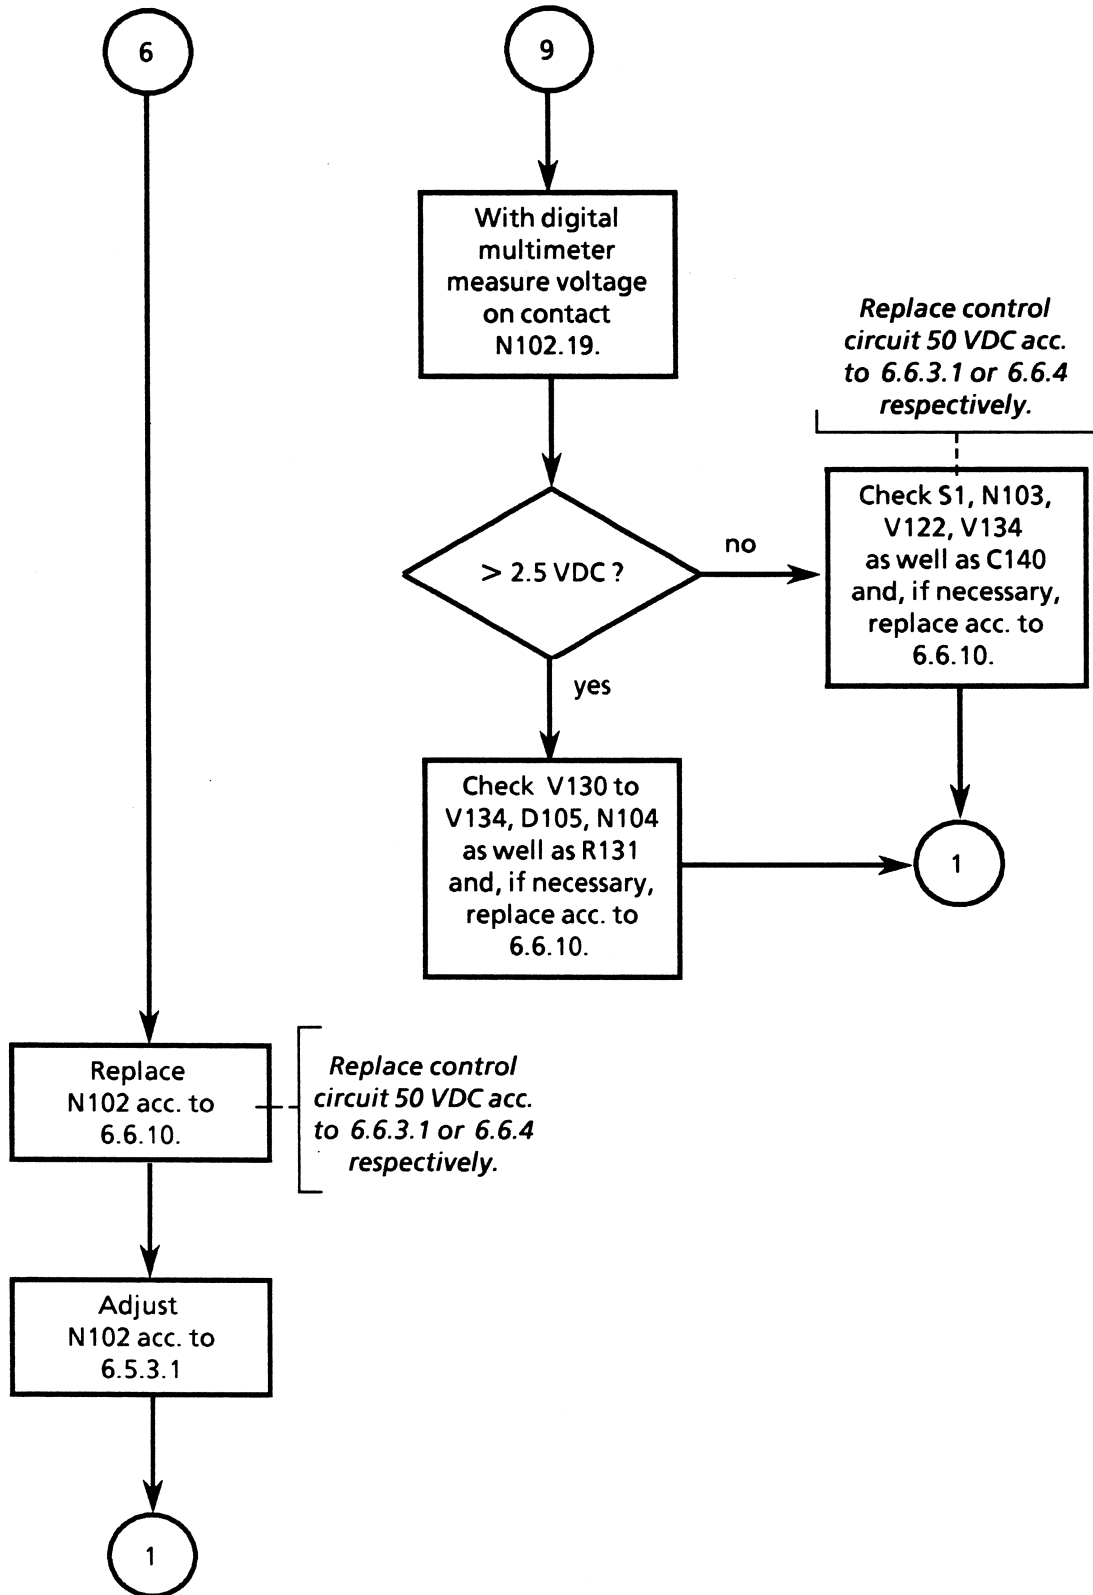 6
9
With digital
multimeter
measure voltage
on contact
N102.19.
Replace control
circuit 50 VDC acc.
to 6.6.3.1 or 6.6.4
respectively.
> 2.5 VDC ?
no
Check S1, N103,
V122, V134
as well as C140
and, if necessary,
replace acc. to
6.6.10.
yes
Check V130 to
V134, D105, N104
as well as R131
and, if necessary,
replace acc. to
6.6.10.
1
Replace
N102 acc. to
6.6.10.
Replace control
circuit 50 VDC acc.
to 6.6.3.1 or 6.6.4
respectively.
Adjust
N102 acc. to
6.5.3.1
1